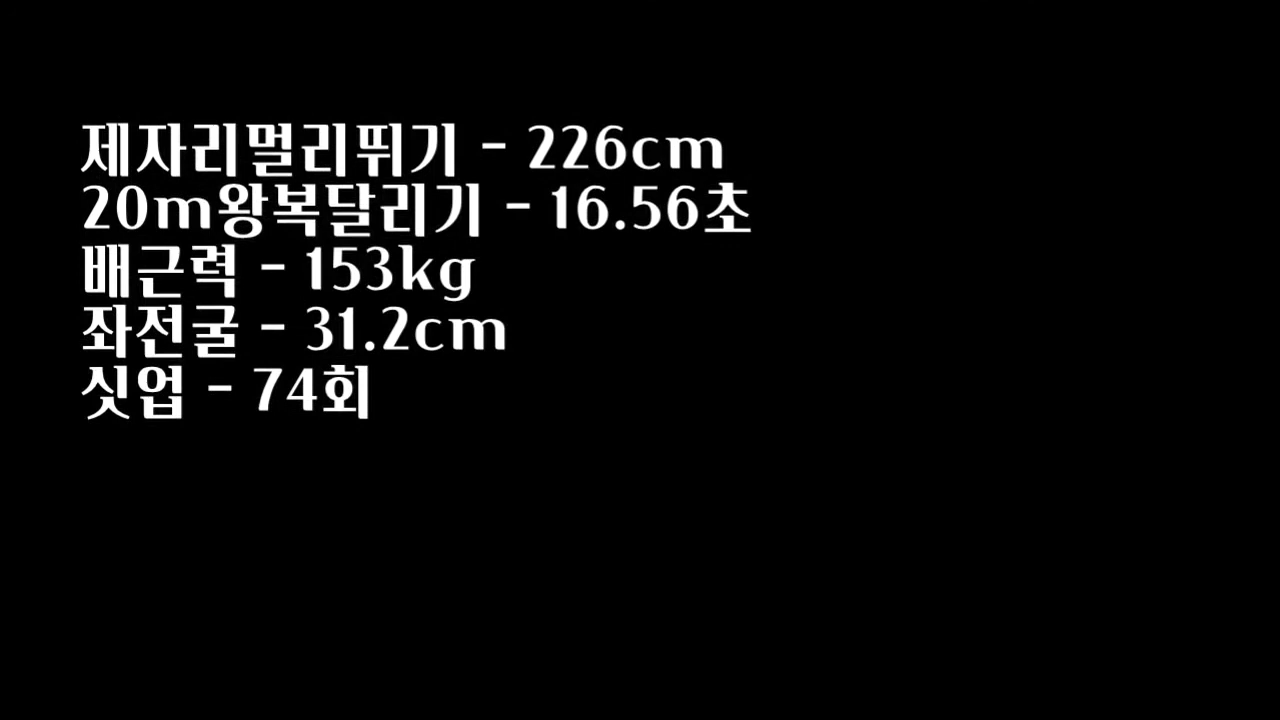 제자리멀리뛰기 - 226cm
20m왕복달리기 - 16.56초
배근력 - 153kg
좌전굴 - 31.2cm
싯업 - 74회